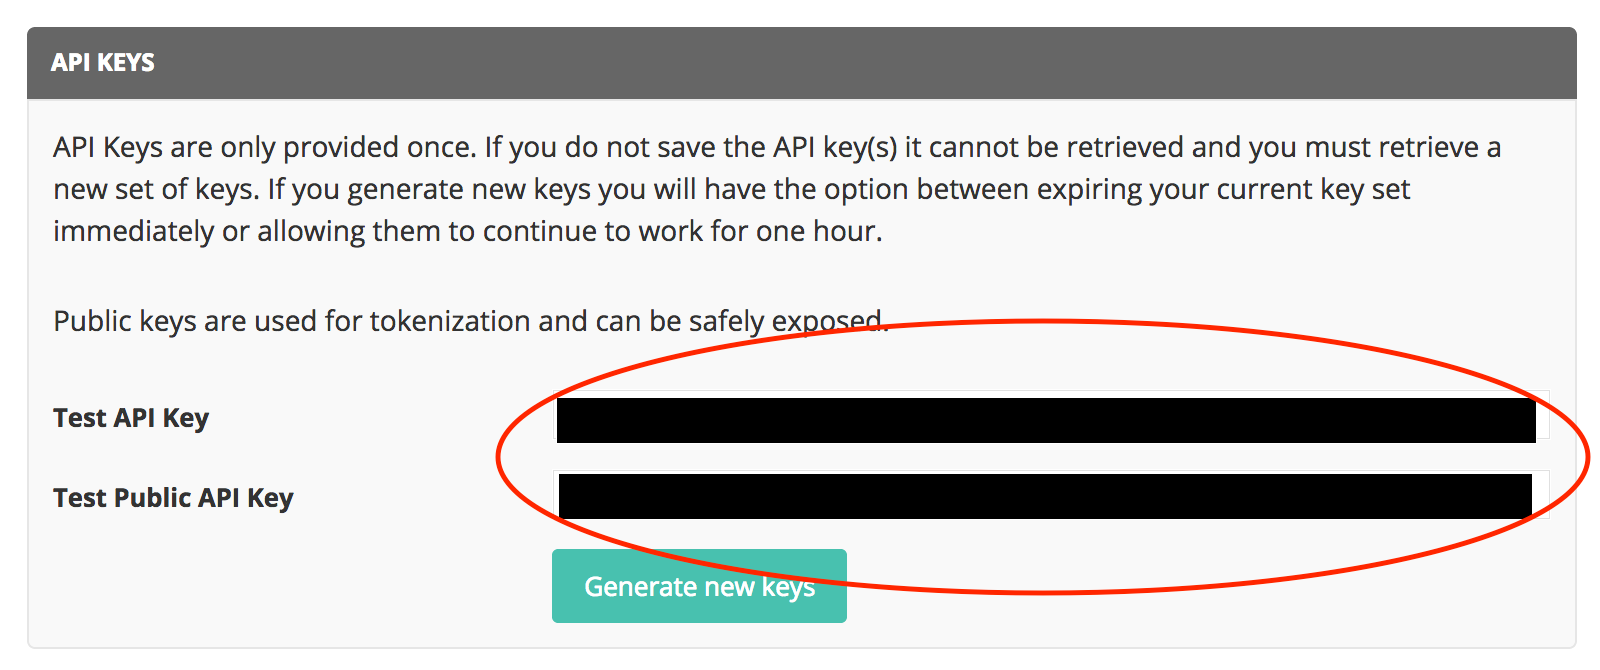 API KEYS
API Keys are only provided once. If you do not save the API key(s) it cannot be retrieved and you must retrieve a
new set of keys. If you generate new keys you will have the option between expiring your current key set
immediately or allowing them to continue to work for one hour.
Public keys are used for tokenization and can be safely exposed.
Test API Key
Test Public API Key
Generate new keys